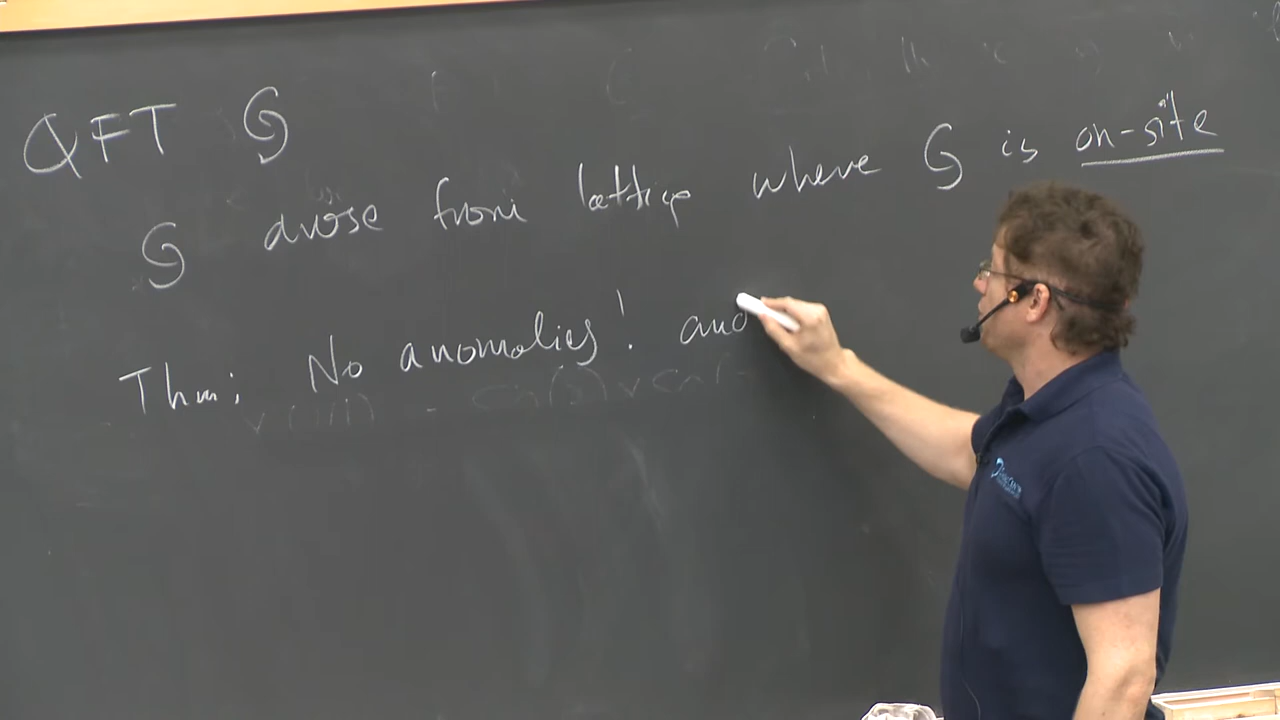 QFT G
G arose from lattice where G is on-site
Thm: No anomalies! and